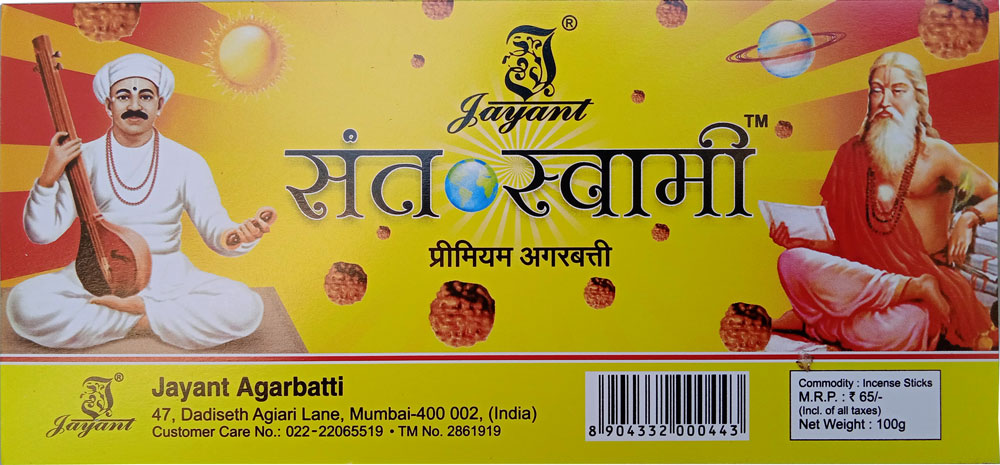 ®
Jayant
संत स्वामी ™
प्रीमियम अगरबत्ती
®
Jayant
Jayant Agarbatti
47, Dadiseth Agiari Lane, Mumbai-400 002, (India)
Customer Care No.: 022-22065519 • TM No. 2861919
8 904332 000443
Commodity : Incense Sticks
M.R.P. : ₹ 65/-
(Incl. of all taxes)
Net Weight : 100g